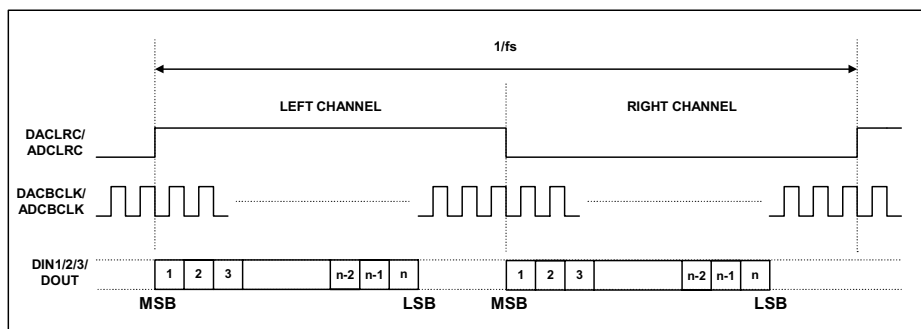 1/fs
LEFT CHANNEL
RIGHT CHANNEL
DACLRC/
ADCLRC
DACBCLK/
ADCBCLK
DIN1/2/3/
DOUT
1 2 3 n-2 n-1 n 1 2 3 n-2 n-1 n
MSB LSB MSB LSB